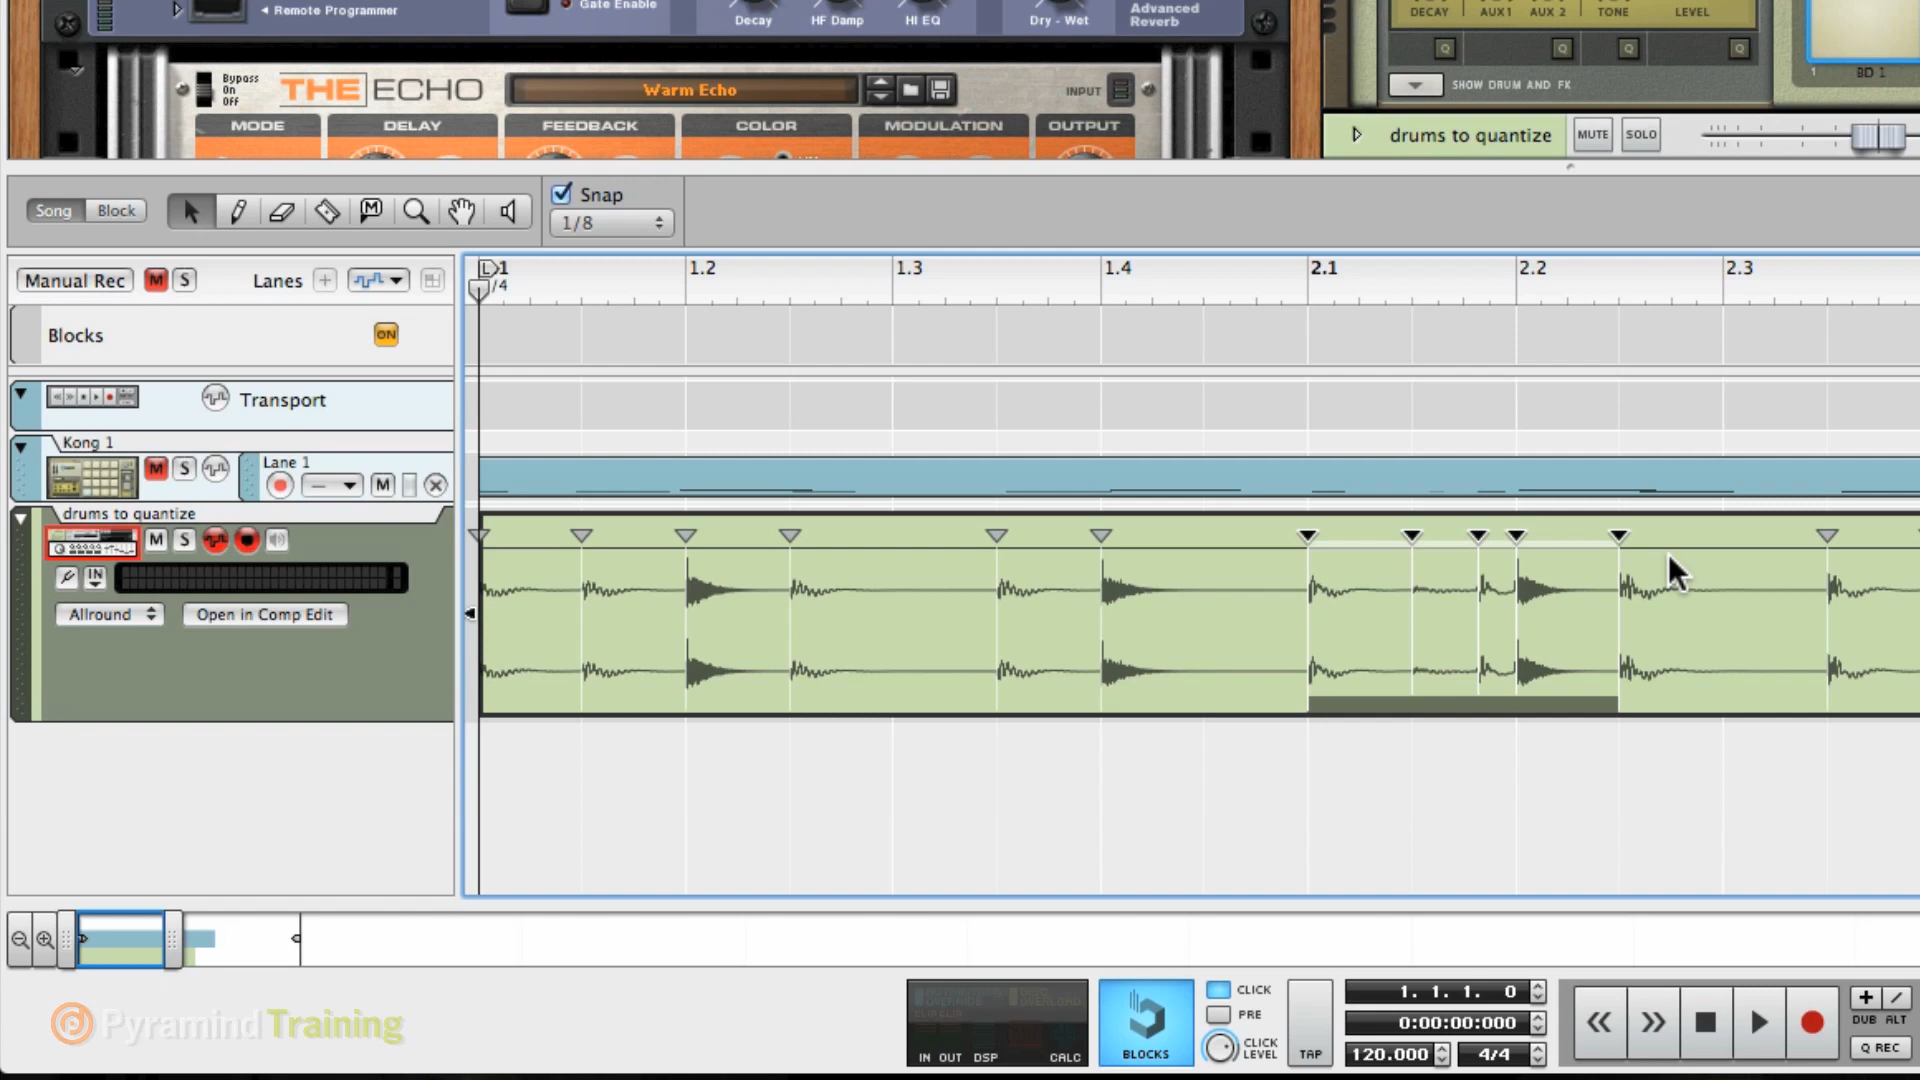 Remote Programmer
Gate Enable
Decay
HF Damp
HI EQ
Dry - Wet
Advanced
Reverb
DECAY
AUX1
AUX 2
TONE
LEVEL
Q
Q
Q
Q
SHOW DRUM AND FX
1
BD 1
Bypass
On
Off
THE ECHO
Warm Echo
INPUT
MODE
DELAY
FEEDBACK
COLOR
MODULATION
OUTPUT
drums to quantize
MUTE
SOLO
Song
Block
M
Snap
1/8
Manual Rec
M
S
Lanes
L
1
/4
1.2
1.3
1.4
2.1
2.2
2.3
Blocks
ON
Transport
Kong 1
M
S
Lane 1
M
drums to quantize
M
S
IN
Allround
Open in Comp Edit
Pyramind Training
IN OUT DSP
CALC
BLOCKS
CLICK
PRE
CLICK
LEVEL
TAP
1. 1. 1. 0
0:00:00:000
120.000
4/4
DUB ALT
Q REC